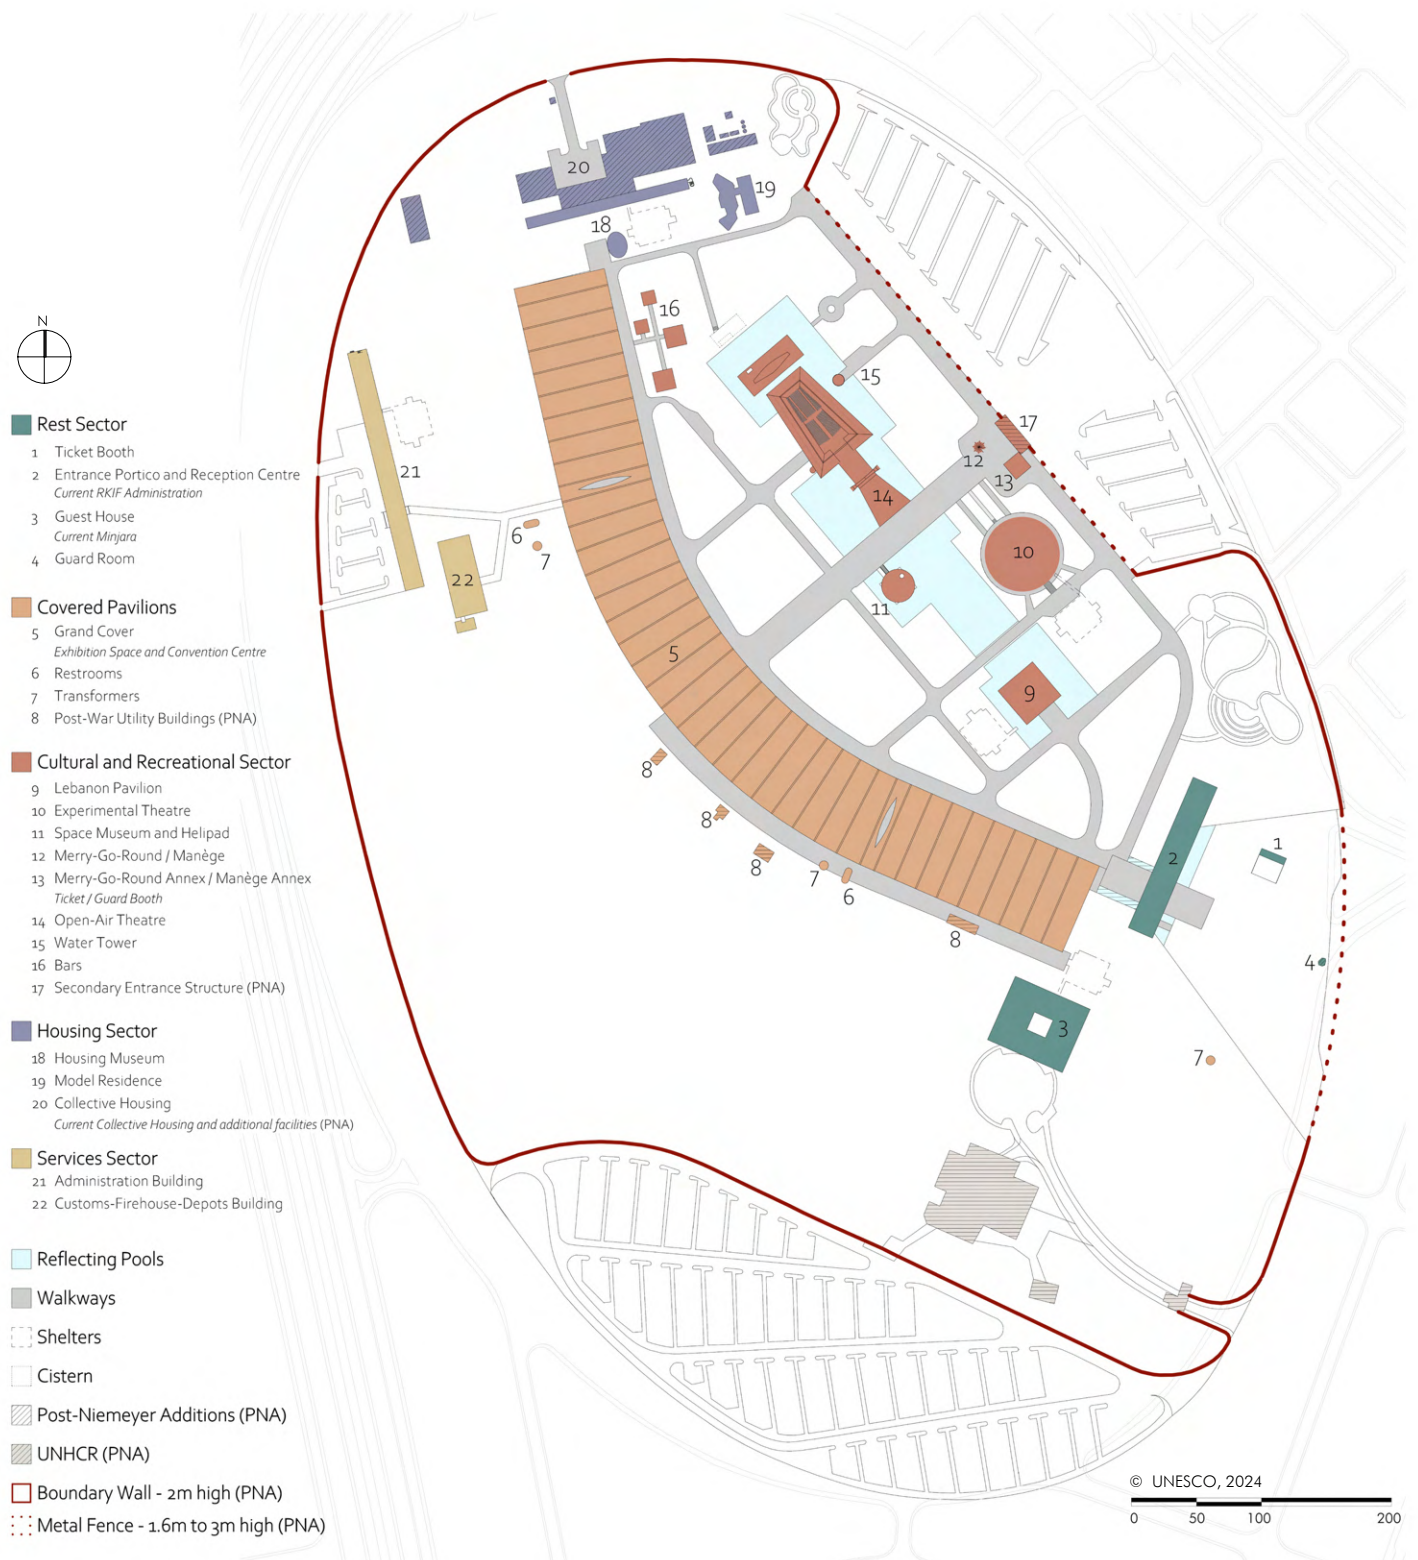 N
Rest Sector
1 Ticket Booth
2 Entrance Portico and Reception Centre
Current RKIF Administration
3 Guest House
Current Minjara
4 Guard Room
Covered Pavilions
5 Grand Cover
Exhibition Space and Convention Centre
6 Restrooms
7 Transformers
8 Post-War Utility Buildings (PNA)
Cultural and Recreational Sector
9 Lebanon Pavilion
10 Experimental Theatre
11 Space Museum and Helipad
12 Merry-Go-Round / Manège
13 Merry-Go-Round Annex / Manège Annex
Ticket / Guard Booth
14 Open-Air Theatre
15 Water Tower
16 Bars
17 Secondary Entrance Structure (PNA)
Housing Sector
18 Housing Museum
19 Model Residence
20 Collective Housing
Current Collective Housing and additional facilities (PNA)
Services Sector
21 Administration Building
22 Customs-Firehouse-Depots Building
Reflecting Pools
Walkways
Shelters
Cistern
Post-Niemeyer Additions (PNA)
UNHCR (PNA)
Boundary Wall - 2m high (PNA)
Metal Fence - 1.6m to 3m high (PNA)
20
19
18
16
15
17
12
13
14
21
6
7
22
10
11
5
9
8
8
8
7
6
8
2
1
4
3
7
© UNESCO, 2024
0 50 100 200